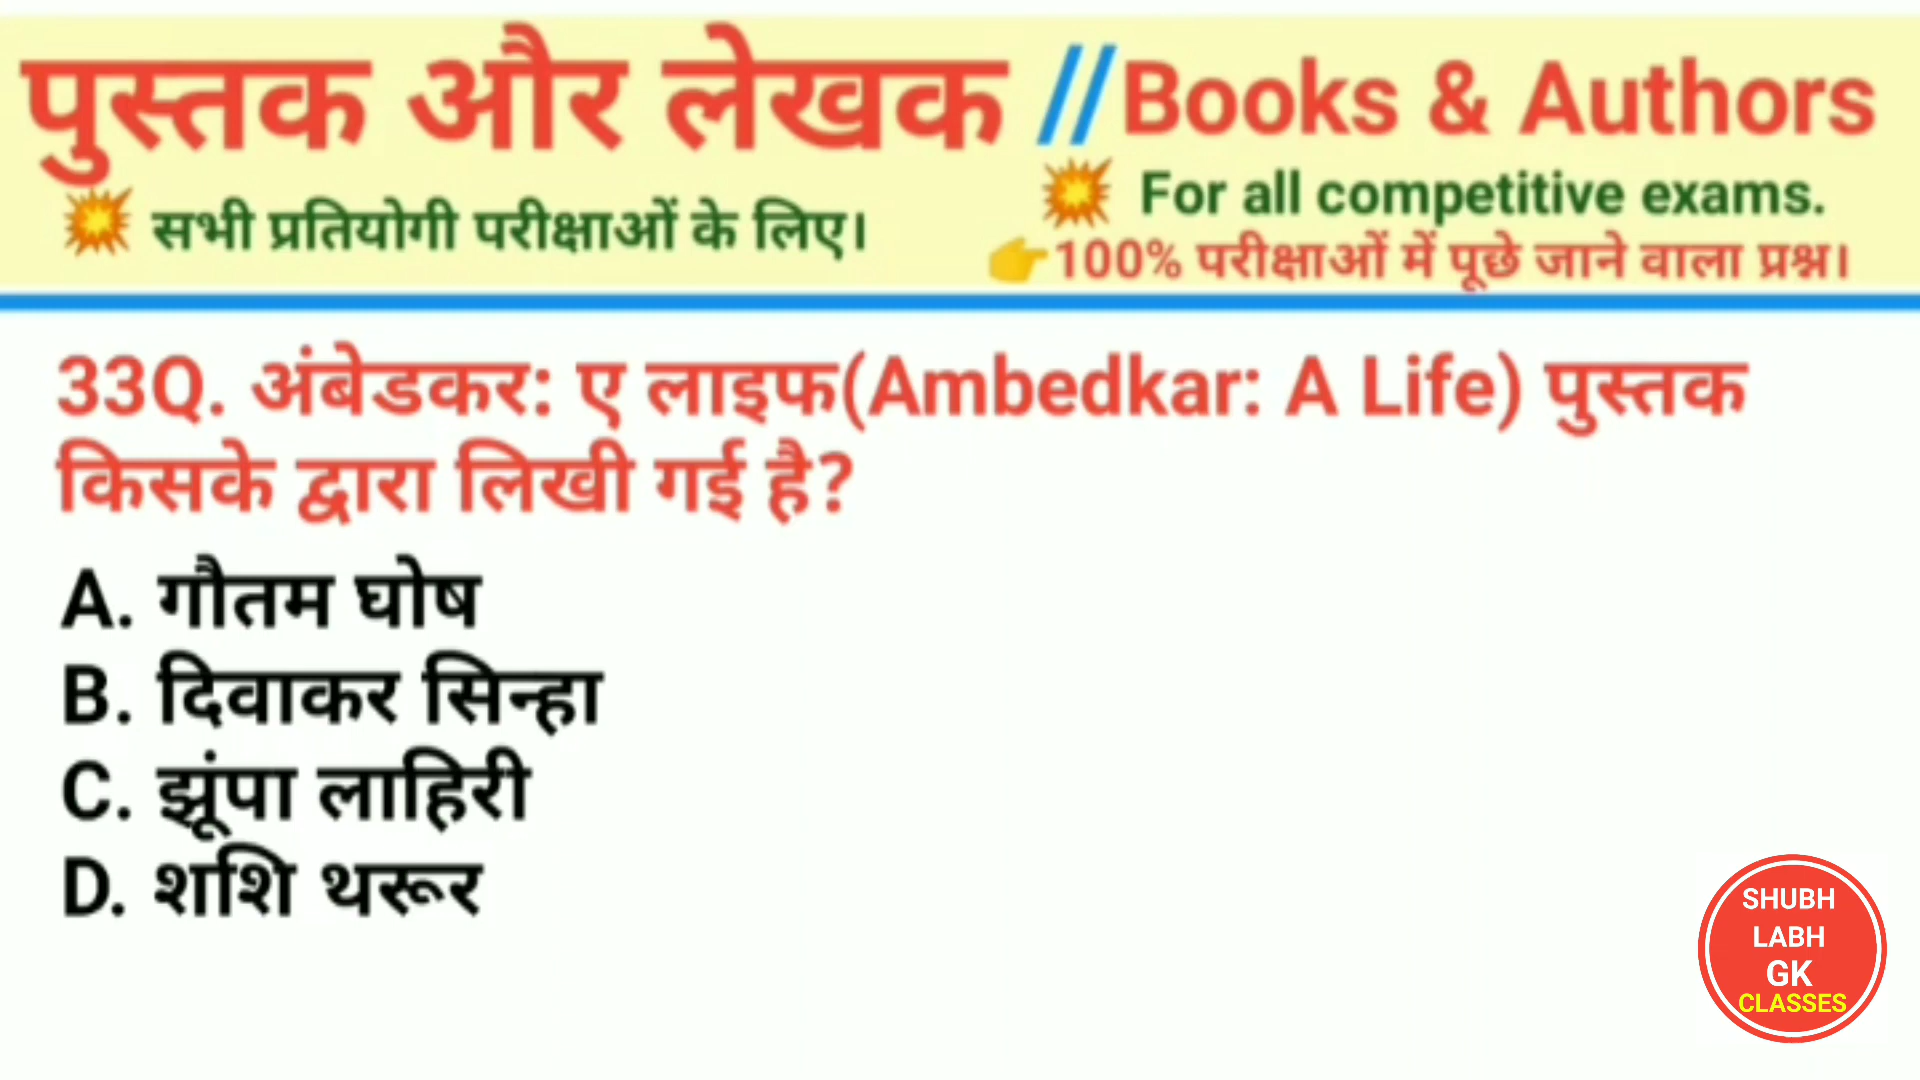 पुस्तक और लेखक //Books & Authors
💥 सभी प्रतियोगी परीक्षाओं के लिए।
💥 For all competitive exams.
👉100% परीक्षाओं में पूछे जाने वाला प्रश्न।
33Q. अंबेडकर: ए लाइफ(Ambedkar: A Life) पुस्तक
किसके द्वारा लिखी गई है?
A. गौतम घोष
B. दिवाकर सिन्हा
C. झूंपा लाहिरी
D. शशि थरूर
SHUBH
LABH
GK
CLASSES